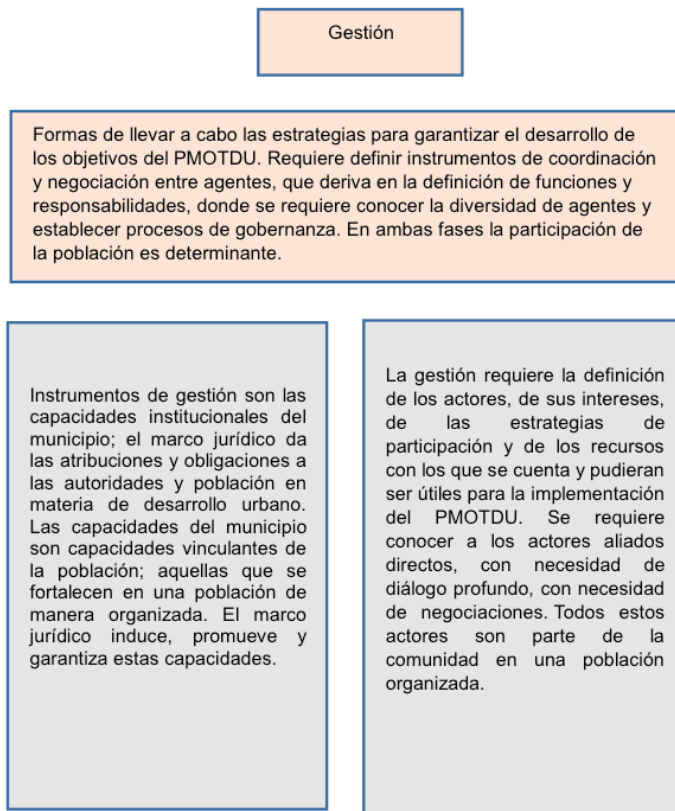 Gestión
Formas de llevar a cabo las estrategias para garantizar el desarrollo de
los objetivos del PMOTDU. Requiere definir instrumentos de coordinación
y negociación entre agentes, que deriva en la definición de funciones y
responsabilidades, donde se requiere conocer la diversidad de agentes y
establecer procesos de gobernanza. En ambas fases la participación de
la población es determinante.
Instrumentos de gestión son las
capacidades institucionales del
municipio; el marco jurídico da
las atribuciones y obligaciones a
las autoridades y población en
materia de desarrollo urbano.
Las capacidades del municipio
son capacidades vinculantes de
la población; aquellas que se
fortalecen en una población de
manera organizada. El marco
jurídico induce, promueve y
garantiza estas capacidades.
La gestión requiere la definición
de los actores, de sus intereses,
de las estrategias de
participación y de los recursos
con los que se cuenta y pudieran
ser útiles para la implementación
del PMOTDU. Se requiere
conocer a los actores aliados
directos, con necesidad de
diálogo profundo, con necesidad
de negociaciones. Todos estos
actores son parte de la
comunidad en una población
organizada.